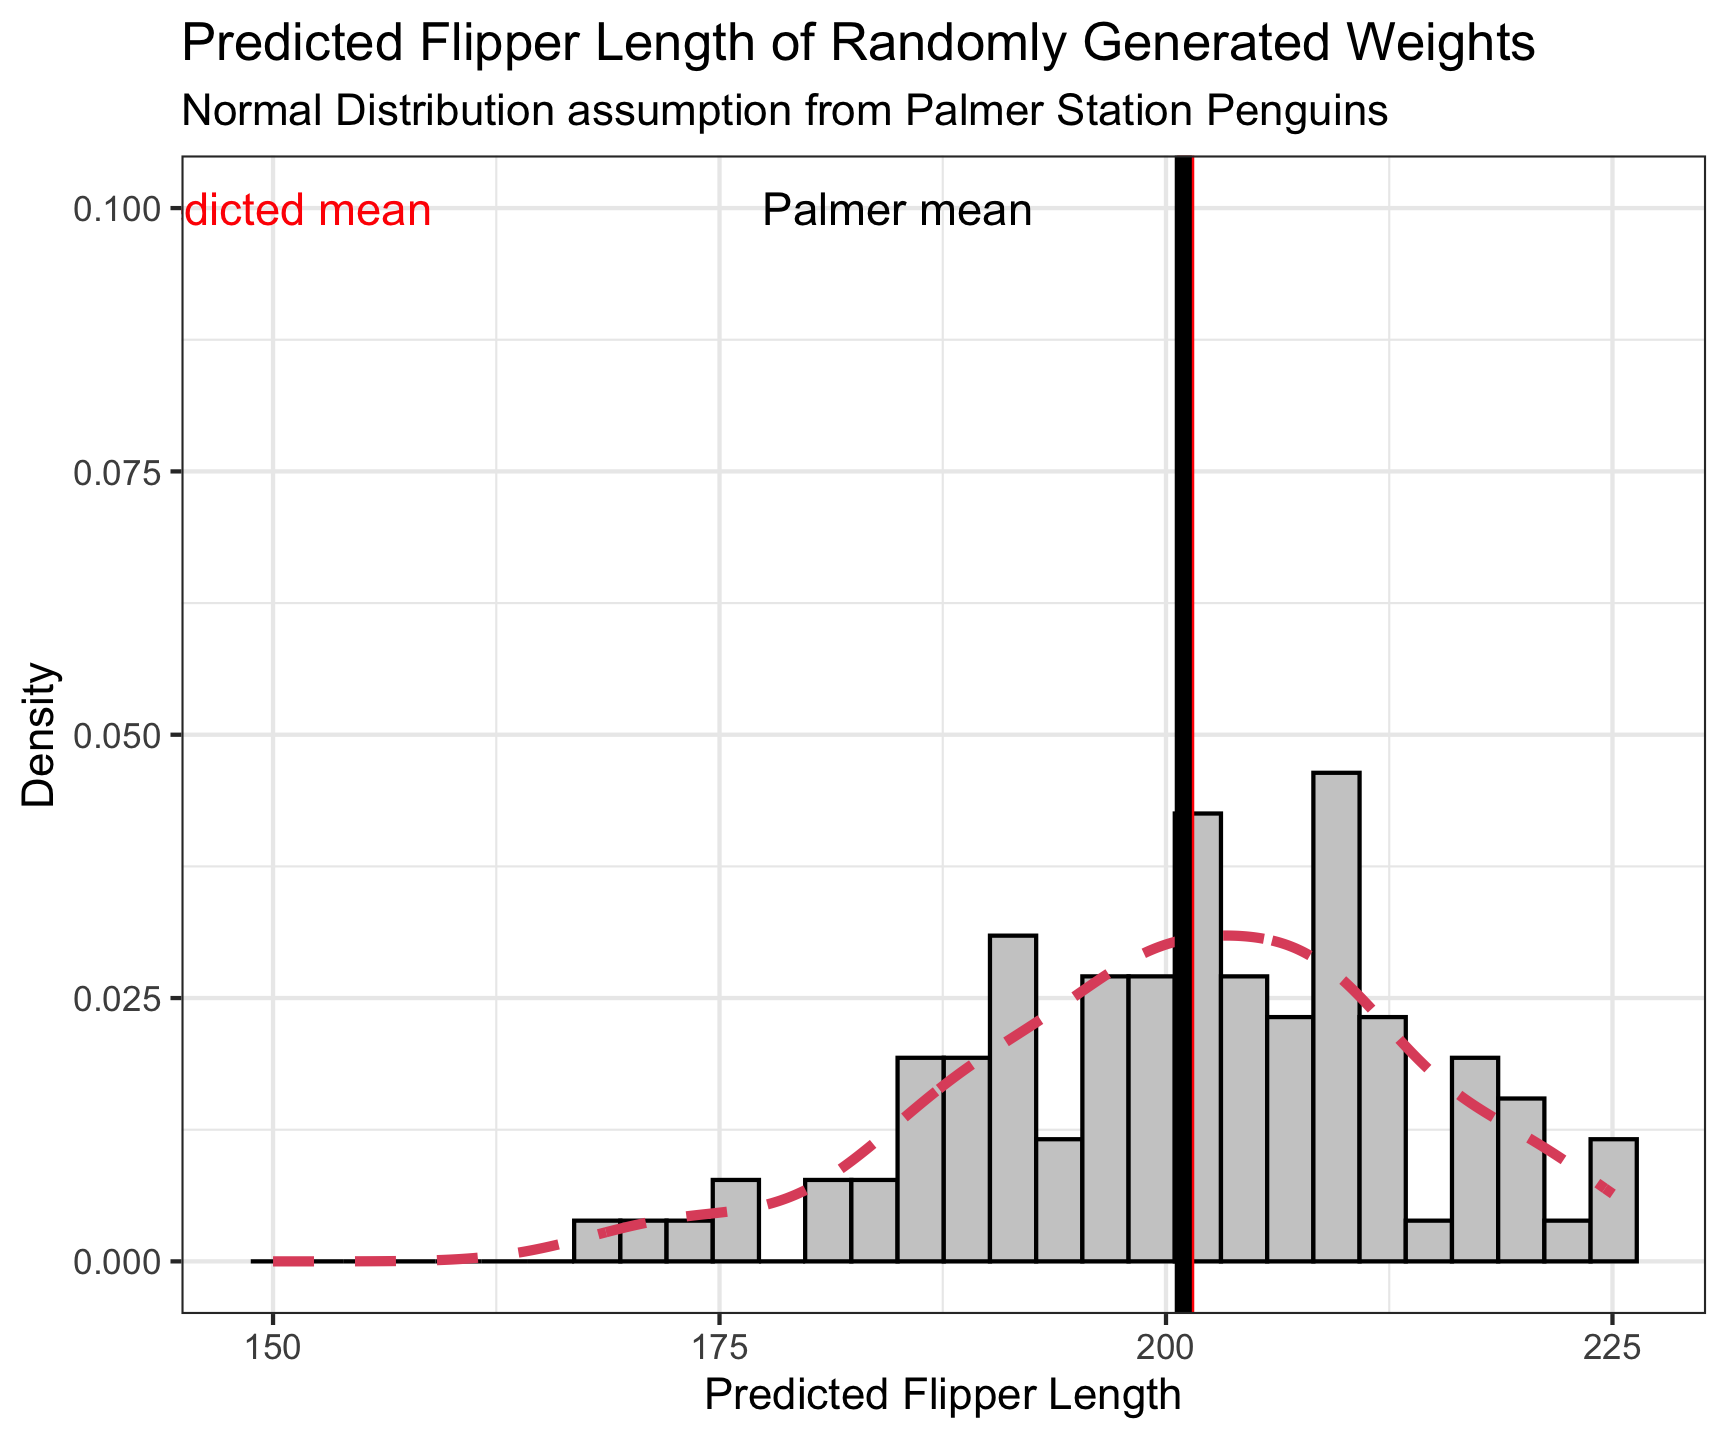 Predicted Flipper Length of Randomly Generated Weights
Normal Distribution assumption from Palmer Station Penguins
dicted mean
Palmer mean
0.100
0.075
0.050
0.025
0.000
Density
150 175 200 225
Predicted Flipper Length